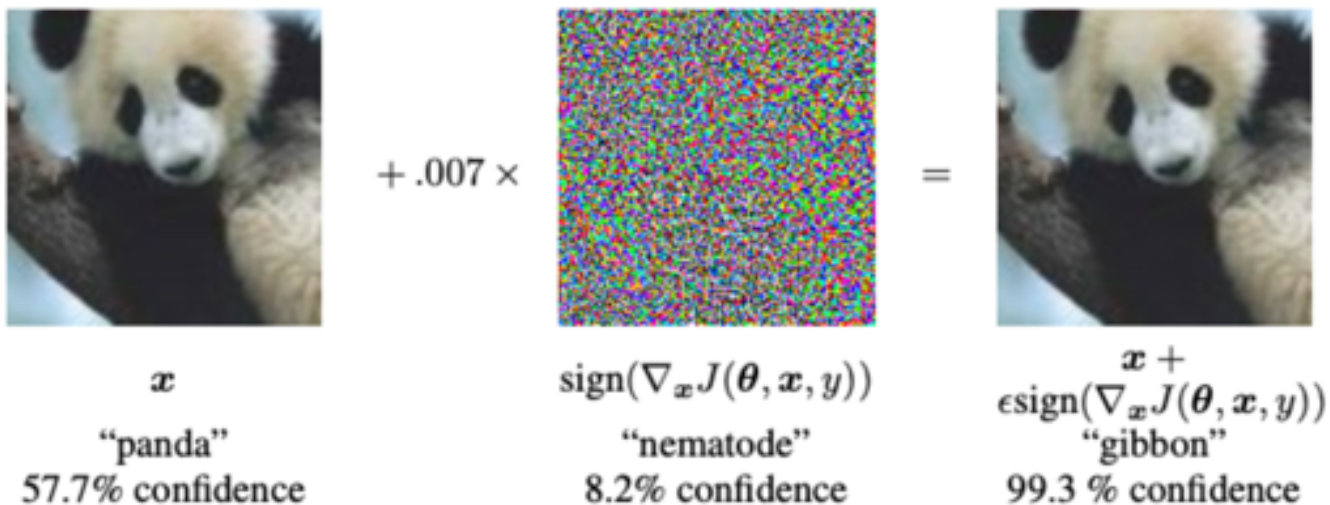 + .007 ×
=
x
sign(∇ₓJ(θ, x, y))
x +
ϵsign(∇ₓJ(θ, x, y))
“panda”
“nematode”
“gibbon”
57.7% confidence
8.2% confidence
99.3 % confidence